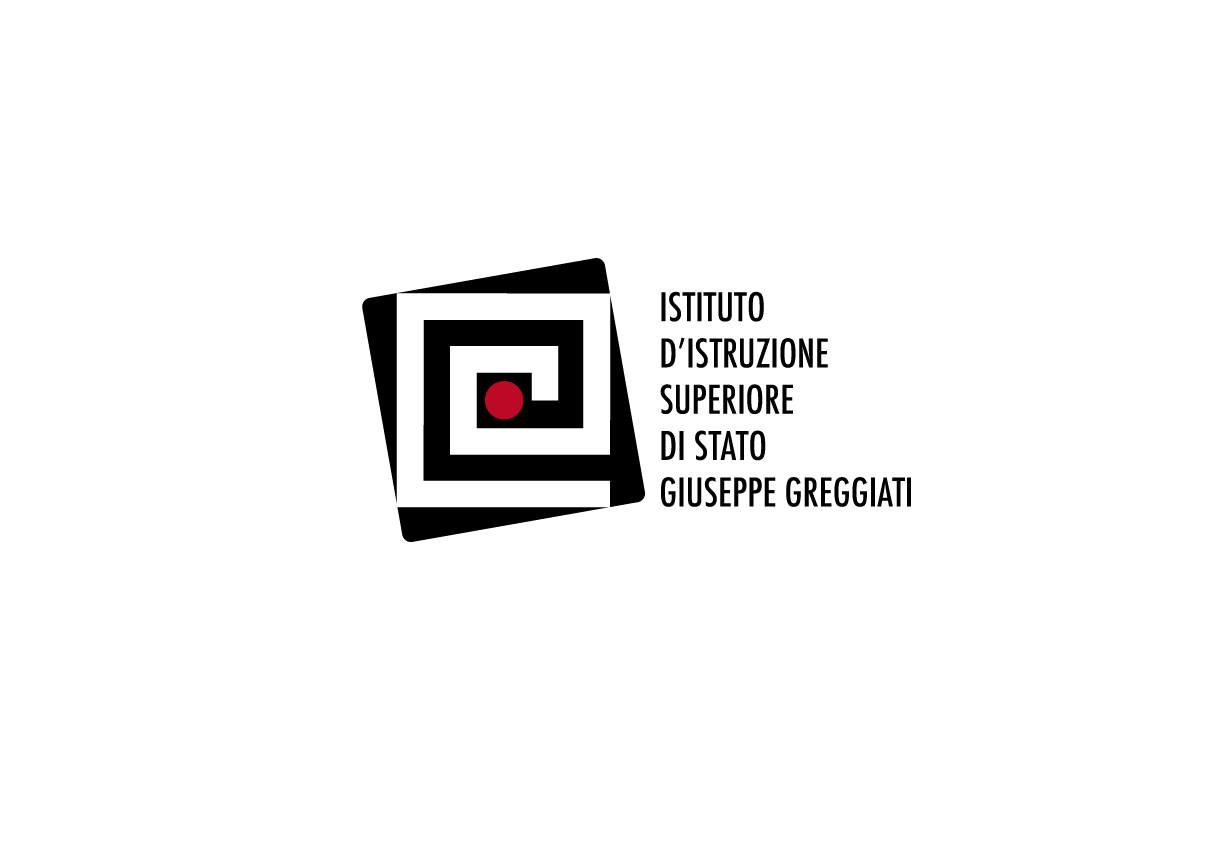 ISTITUTO
D’ISTRUZIONE
SUPERIORE
DI STATO
GIUSEPPE GREGGIATI